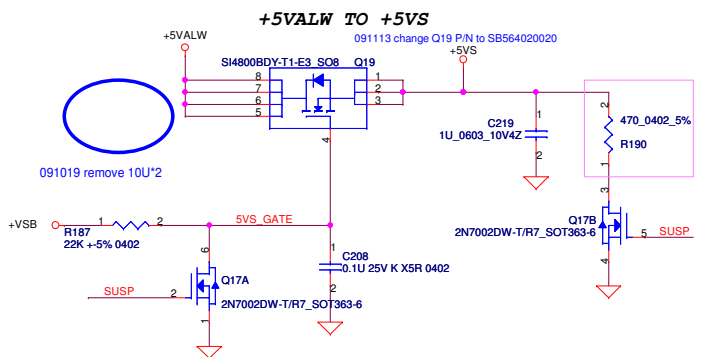 +5VALW TO +5VS
091113 change Q19 P/N to SB564020020
+5VALW
+5VS
SI4800BDY-T1-E3_SO8
Q19
8
7
6
5
1
2
3
4
2
470_0402_5%
R190
1
C219
1U_0603_10V4Z
1
2
091019 remove 10U*2
+VSB
1
2
R187
22K +-5% 0402
5VS_GATE
3
Q17B
2N7002DW-T/R7_SOT363-6
5
SUSP
4
1
C208
0.1U 25V K X5R 0402
2
6
Q17A
SUSP
2
2N7002DW-T/R7_SOT363-6
1